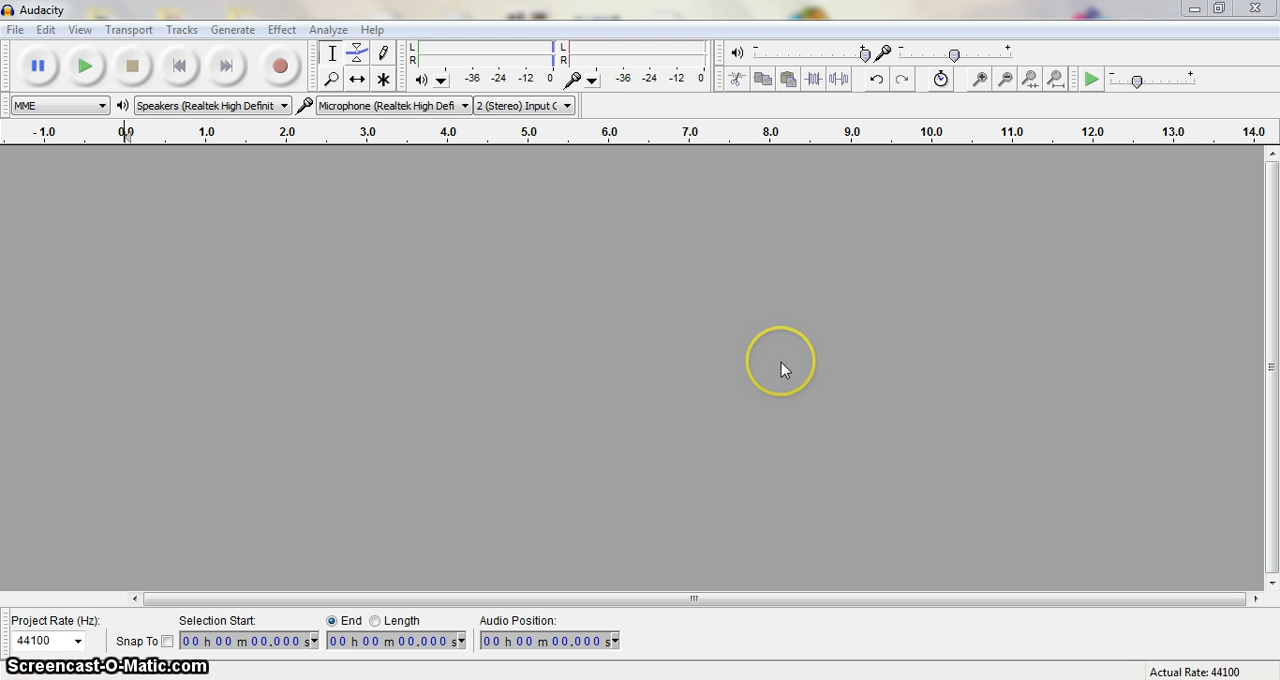 Audacity
File Edit View Transport Tracks Generate Effect Analyze Help
L L
R R
-36 -24 -12 0 -36 -24 -12 0
MME Speakers (Realtek High Definit Microphone (Realtek High Defi 2 (Stereo) Input C
- 1.0 0.0 1.0 2.0 3.0 4.0 5.0 6.0 7.0 8.0 9.0 10.0 11.0 12.0 13.0 14.0
Project Rate (Hz): Selection Start: End Length Audio Position:
44100 Snap To 00 h 00 m 00.000 s 00 h 00 m 00.000 s 00 h 00 m 00.000 s
Screencast-O-Matic.com Actual Rate: 44100